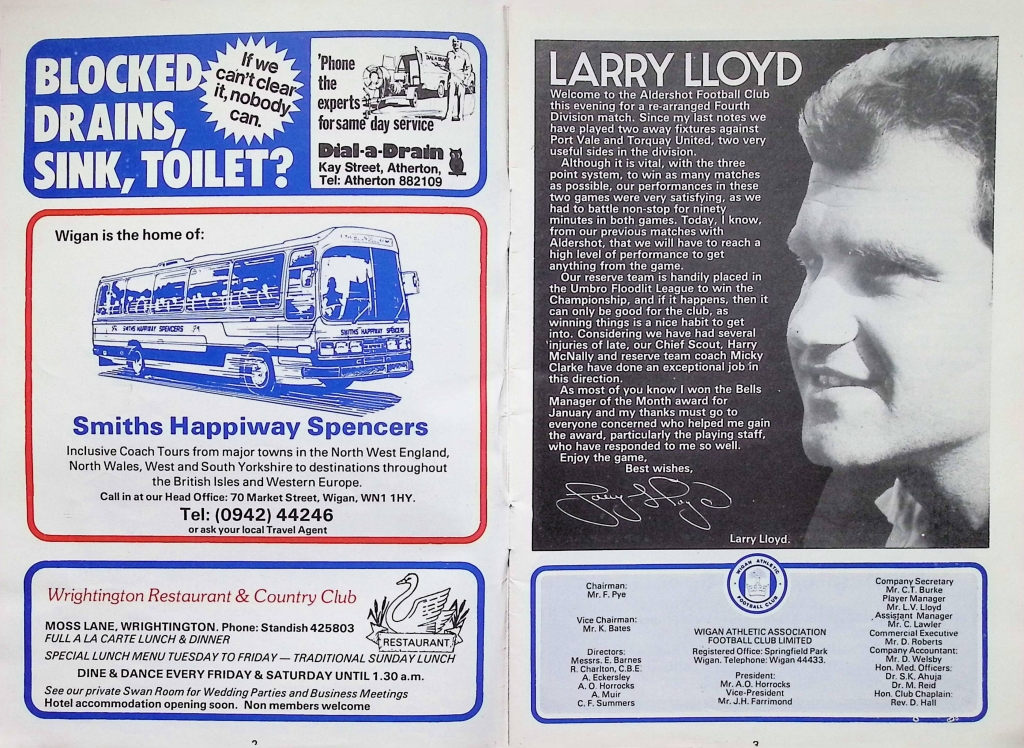 BLOCKED
DRAINS,
SINK, TOILET?
If we
can't clear
it, nobody
can.
'Phone
the
experts
for same day service
Dial-a-Drain
Kay Street, Atherton,
Tel: Atherton 882109
Wigan is the home of:
SMITHS HAPPIWAY SPENCERS
SMITHS HAPPIWAY SPENCERS
Smiths Happiway Spencers
Inclusive Coach Tours from major towns in the North West England,
North Wales, West and South Yorkshire to destinations throughout
the British Isles and Western Europe.
Call in at our Head Office: 70 Market Street, Wigan, WN1 1HY.
Tel: (0942) 44246
or ask your local Travel Agent
Wrightington Restaurant & Country Club
MOSS LANE, WRIGHTINGTON. Phone: Standish 425803
FULL A LA CARTE LUNCH & DINNER
RESTAURANT
SPECIAL LUNCH MENU TUESDAY TO FRIDAY — TRADITIONAL SUNDAY LUNCH
DINE & DANCE EVERY FRIDAY & SATURDAY UNTIL 1.30 a.m.
See our private Swan Room for Wedding Parties and Business Meetings
Hotel accommodation opening soon. Non members welcome
2
LARRY LLOYD
Welcome to the Aldershot Football Club
this evening for a re-arranged Fourth
Division match. Since my last notes we
have played two away fixtures against
Port Vale and Torquay United, two very
useful sides in the division.
Although it is vital, with the three
point system, to win as many matches
as possible, our performances in these
two games were very satisfying, as we
had to battle non-stop for ninety
minutes in both games. Today, I know,
from our previous matches with
Aldershot, that we will have to reach a
high level of performance to get
anything from the game.
Our reserve team is handily placed in
the Umbro Floodlit League to win the
Championship, and if it happens, then it
can only be good for the club, as
winning things is a nice habit to get
into. Considering we have had several
injuries of late, our Chief Scout, Harry
McNally and reserve team coach Micky
Clarke have done an exceptional job in
this direction.
As most of you know I won the Bells
Manager of the Month award for
January and my thanks must go to
everyone concerned who helped me gain
the award, particularly the playing staff,
who have responded to me so well.
Enjoy the game,
Best wishes,
Larry Lloyd
Larry Lloyd.
Chairman:
Mr. F. Pye
Vice Chairman:
Mr. K. Bates
Directors:
Messrs. E. Barnes
R. Charlton, C.B.E.
A. Eckersley
A. O. Horrocks
A. Muir
C. F. Summers
WIGAN ATHLETIC
FOOTBALL CLUB
WIGAN ATHLETIC ASSOCIATION
FOOTBALL CLUB LIMITED
Registered Office: Springfield Park
Wigan. Telephone: Wigan 44433.
President:
Mr. A.O. Horrocks
Vice-President
Mr. J.H. Farrimond
Company Secretary
Mr. C.T. Burke
Player Manager
Mr. L.V. Lloyd
Assistant Manager
Mr. C. Lawler
Commercial Executive
Mr. D. Roberts
Company Accountant:
Mr. D. Welsby
Hon. Med. Officers:
Dr. S.K. Ahuja
Dr. M. Reid
Hon. Club Chaplain:
Rev. D. Hall
3